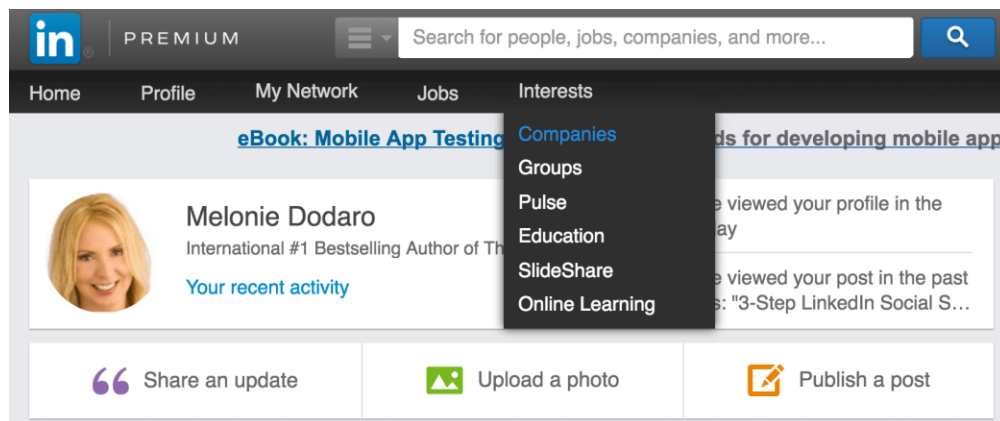 in ® PREMIUM Search for people, jobs, companies, and more...
Home Profile My Network Jobs Interests
eBook: Mobile App Testing ds for developing mobile app
Companies
Groups
Pulse
Education
SlideShare
Online Learning
Melonie Dodaro
International #1 Bestselling Author of Th
Your recent activity
e viewed your profile in the
ay
e viewed your post in the past
s: "3-Step LinkedIn Social S...
Share an update Upload a photo Publish a post